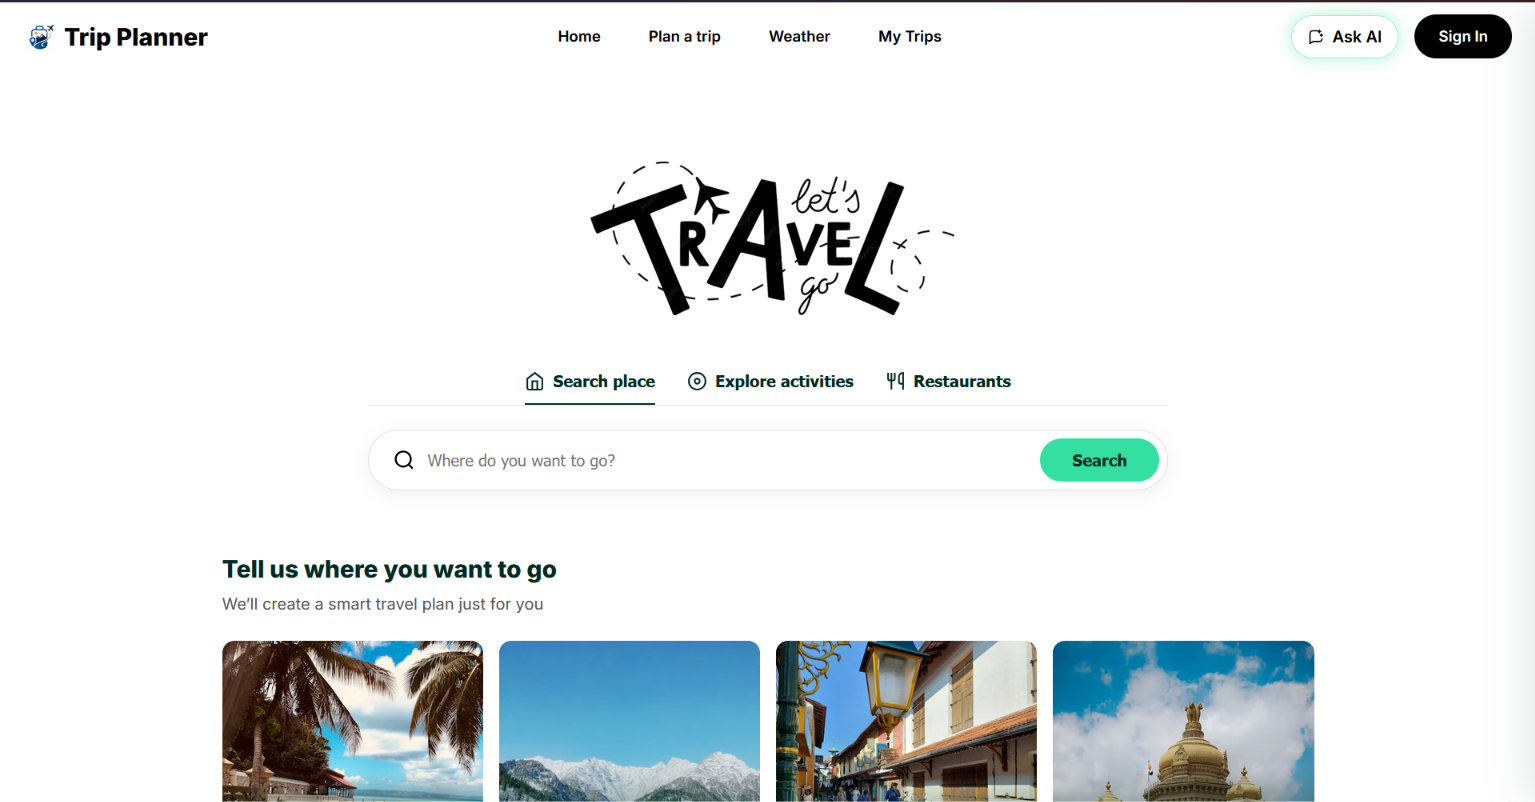 Trip Planner
Home
Plan a trip
Weather
My Trips
Ask AI
Sign In
let's
TRAVEL
go
Search place
Explore activities
Restaurants
Where do you want to go?
Search
Tell us where you want to go
We'll create a smart travel plan just for you